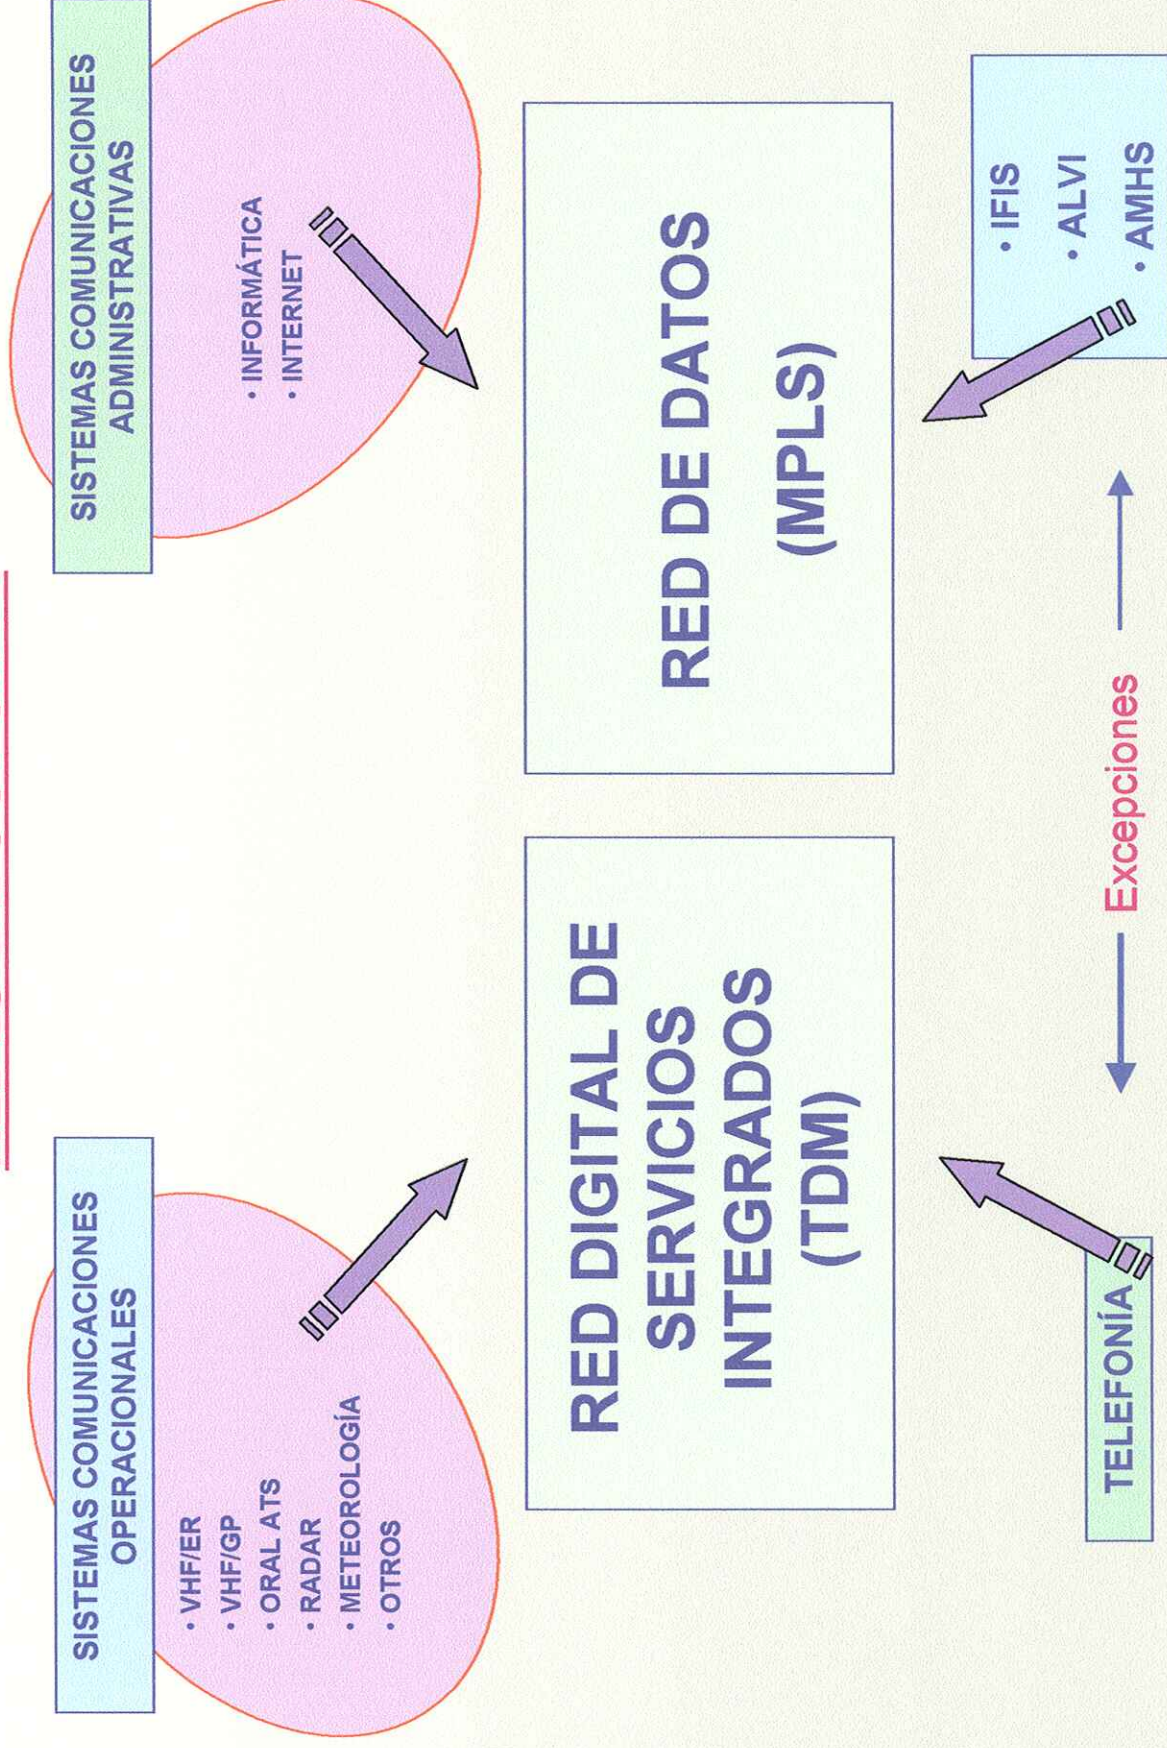 SISTEMAS COMUNICACIONES
OPERACIONALES
• VHF/ER
• VHF/GP
• ORAL ATS
• RADAR
• METEOROLOGÍA
• OTROS
SISTEMAS COMUNICACIONES
ADMINISTRATIVAS
• INFORMÁTICA
• INTERNET
RED DIGITAL DE
SERVICIOS
INTEGRADOS
(TDM)
RED DE DATOS
(MPLS)
TELEFONÍA
Excepciones
• IFIS
• ALVI
• AMHS